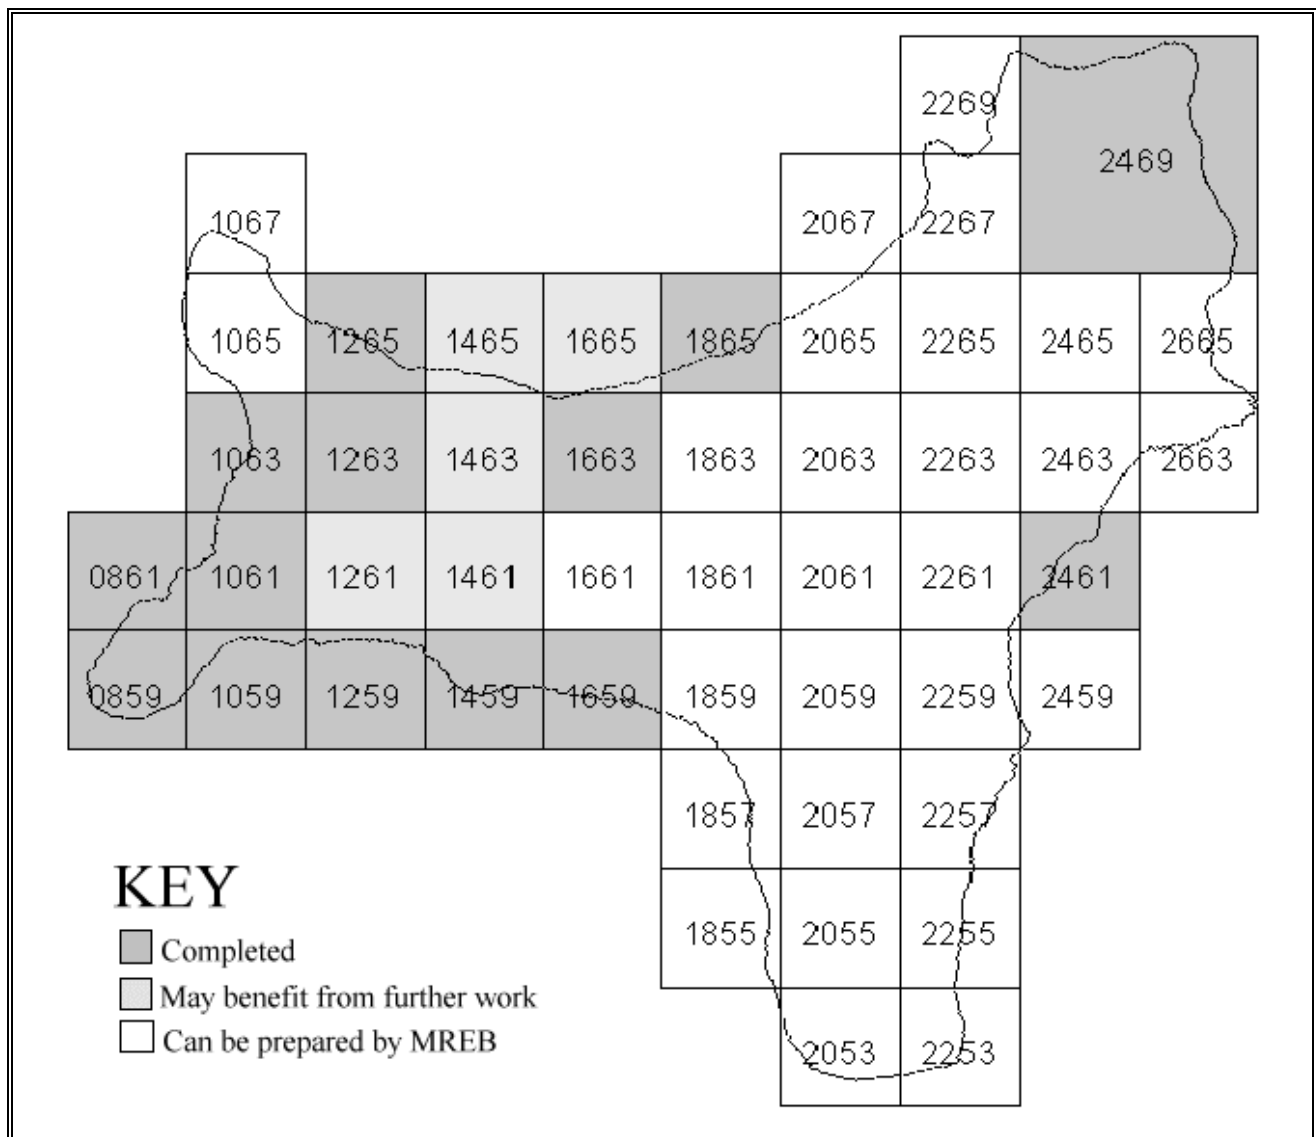 2269
2469
1067 2067 2267
1065 1265 1465 1665 1865 2065 2265 2465 2665
1063 1263 1463 1663 1863 2063 2263 2463 2663
0861 1061 1261 1461 1661 1861 2061 2261 2461
0859 1059 1259 1459 1659 1859 2059 2259 2459
1857 2057 2257
1855 2055 2255
2053 2253
KEY
Completed
May benefit from further work
Can be prepared by MREB